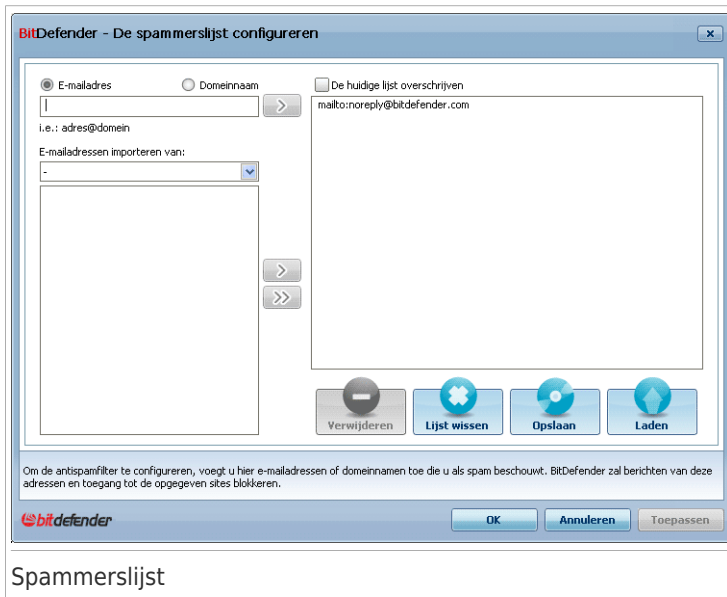 BitDefender - De spammerslijst configureren
E-mailadres
Domeinnaam
i.e.: adres@domein
E-mailadressen importeren van:
-
De huidige lijst overschrijven
mailto:noreply@bitdefender.com
Verwijderen
Lijst wissen
Opslaan
Laden
Om de antispamfilter te configureren, voegt u hier e-mailadressen of domeinnamen toe die u als spam beschouwt. BitDefender zal berichten van deze
adressen en toegang tot de opgegeven sites blokkeren.
bitdefender
OK
Annuleren
Toepassen
Spammerslijst